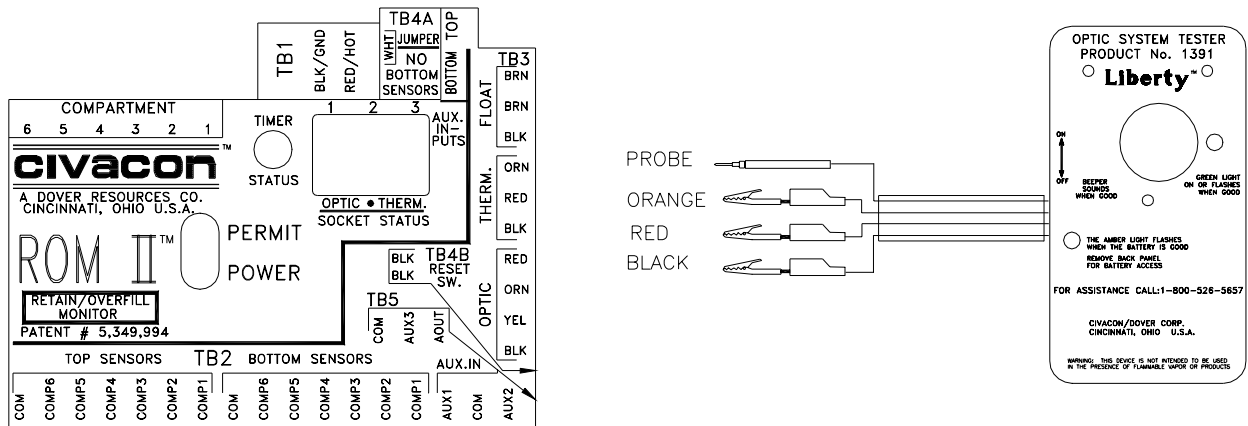 TB1
BLK/GND
RED/HOT
TB4A
WHT
JUMPER
NO
BOTTOM
SENSORS
BOTTOM TOP
TB3
FLOAT
BRN
BRN
BLK
THERM.
ORN
RED
BLK
OPTIC
RED
ORN
YEL
BLK
COMPARTMENT
6 5 4 3 2 1
TIMER
STATUS
1 2 3
AUX.
IN-
PUTS
OPTIC • THERM.
SOCKET STATUS
civacon™
A DOVER RESOURCES CO.
CINCINNATI, OHIO U.S.A.
ROM II™
PERMIT
POWER
RETAIN/OVERFILL
MONITOR
PATENT # 5,349,994
BLK
BLK
TB4B
RESET
SW.
TB5
COM
AUX3
AOUT
TOP SENSORS TB2 BOTTOM SENSORS
AUX.IN
COM COMP6 COMP5 COMP4 COMP3 COMP2 COMP1 COM COMP6 COMP5 COMP4 COMP3 COMP2 COMP1 AUX1 COM AUX2
PROBE
ORANGE
RED
BLACK
OPTIC SYSTEM TESTER
PRODUCT No. 1391
Liberty™
ON
OFF
BEEPER
SOUNDS
WHEN GOOD
GREEN LIGHT
ON OR FLASHES
WHEN GOOD
THE AMBER LIGHT FLASHES
WHEN THE BATTERY IS GOOD
REMOVE BACK PANEL
FOR BATTERY ACCESS
FOR ASSISTANCE CALL:1-800-526-5657
CIVACON/DOVER CORP.
CINCINNATI, OHIO U.S.A.
WARNING: THIS DEVICE IS NOT INTENDED TO BE USED
IN THE PRESENCE OF FLAMMABLE VAPOR OR PRODUCTS